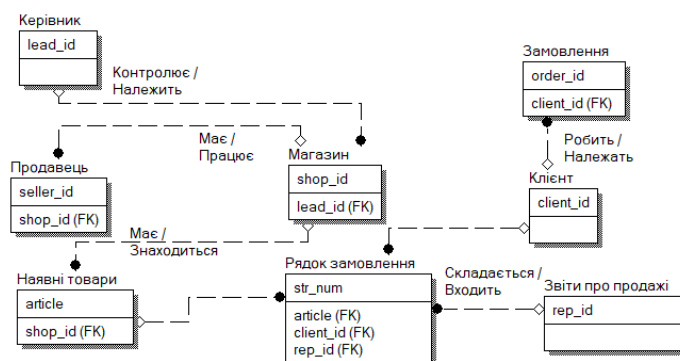 Керівник
lead_id
Контролює /
Належить
Замовлення
order_id
client_id (FK)
Робить /
Належать
Має /
Працює
Продавець
seller_id
shop_id (FK)
Магазин
shop_id
lead_id (FK)
Клієнт
client_id
Має /
Знаходиться
Наявні товари
article
shop_id (FK)
Рядок замовлення
str_num
article (FK)
client_id (FK)
rep_id (FK)
Складається /
Входить
Звіти про продажі
rep_id